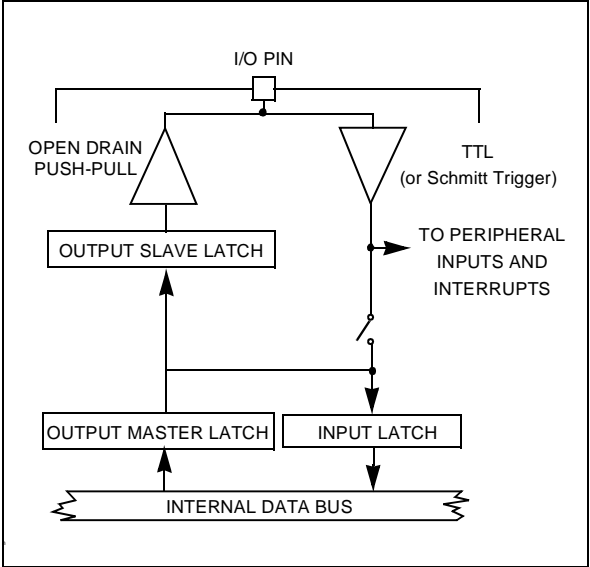 I/O PIN
OPEN DRAIN
PUSH-PULL
TTL
(or Schmitt Trigger)
OUTPUT SLAVE LATCH
TO PERIPHERAL
INPUTS AND
INTERRUPTS
OUTPUT MASTER LATCH
INPUT LATCH
INTERNAL DATA BUS